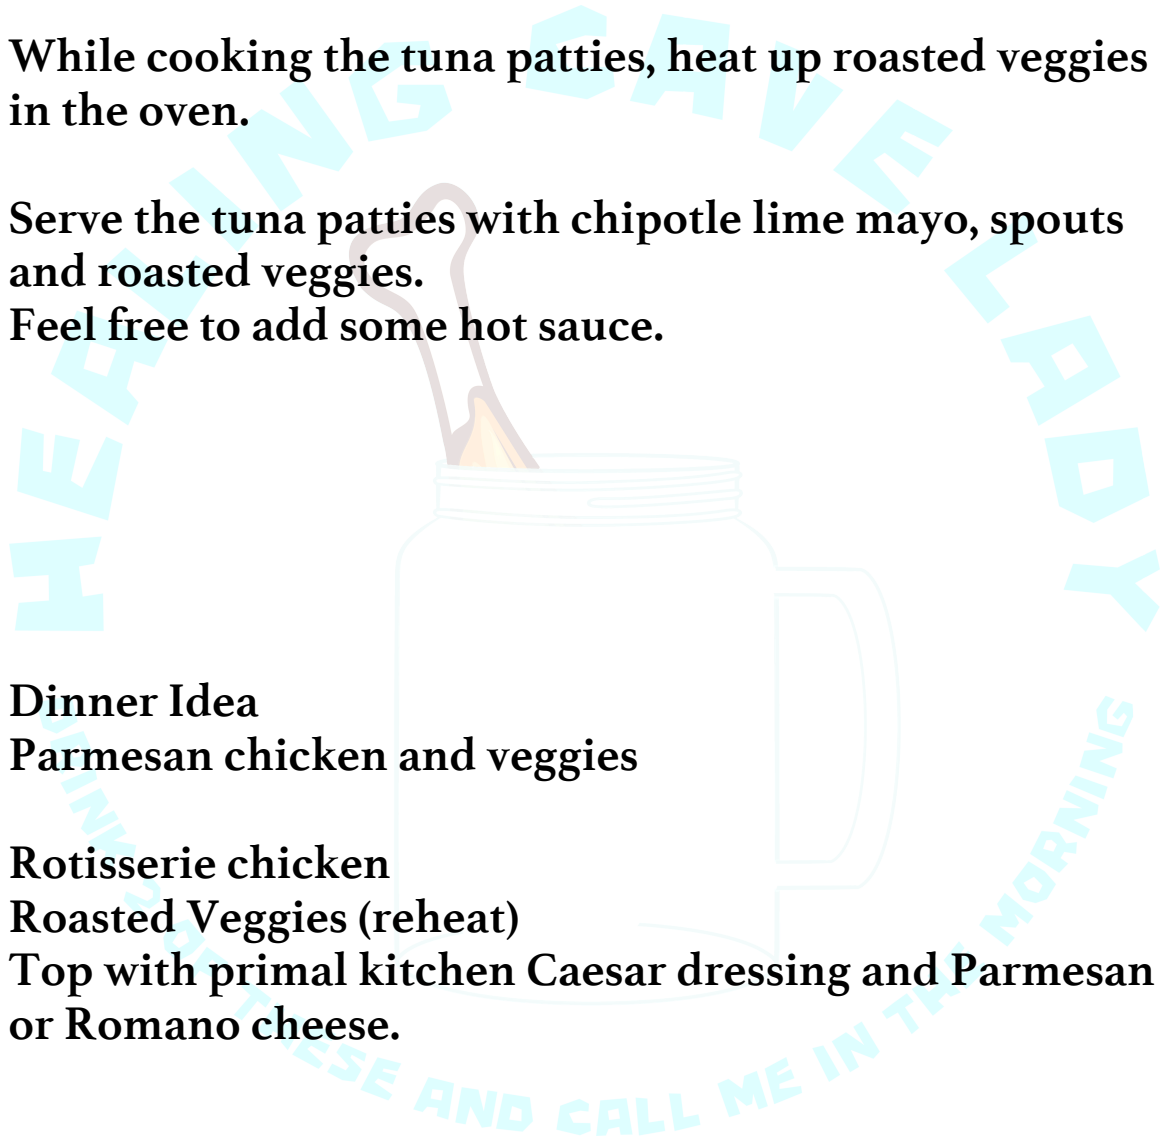 While cooking the tuna patties, heat up roasted veggies
in the oven.
Serve the tuna patties with chipotle lime mayo, spouts
and roasted veggies.
Feel free to add some hot sauce.
Dinner Idea
Parmesan chicken and veggies
Rotisserie chicken
Roasted Veggies (reheat)
Top with primal kitchen Caesar dressing and Parmesan
or Romano cheese.
HEALING CAVE LADY
DRINK 2 OF THESE AND CALL ME IN THE MORNING